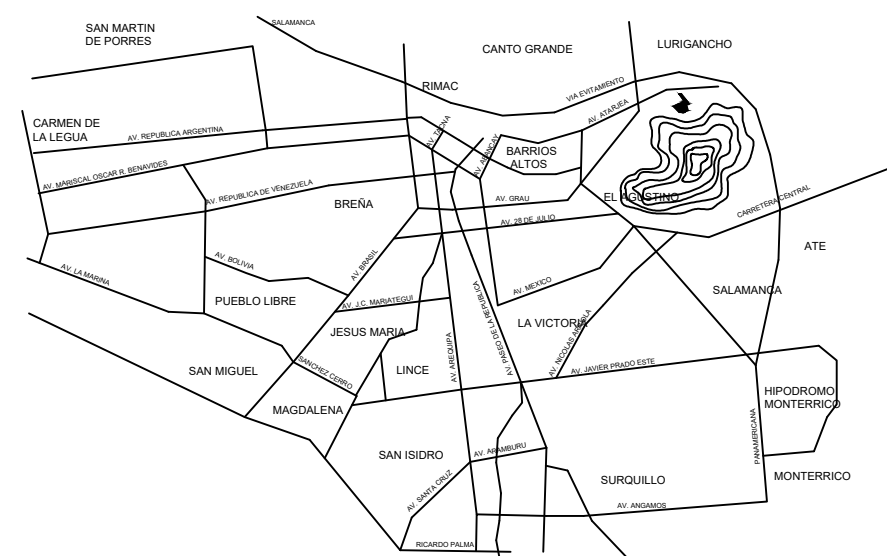 SALAMANCA
SAN MARTIN
DE PORRES
CANTO GRANDE
LURIGANCHO
RIMAC
VIA EVITAMIENTO
AV. ATARJEA
CARMEN DE
LA LEGUA
AV. REPUBLICA ARGENTINA
AV. TACNA
AV. ABANCAY
BARRIOS
ALTOS
AV. MARISCAL OSCAR R. BENAVIDES
AV. REPUBLICA DE VENEZUELA
BREÑA
AV. GRAU
EL AGUSTINO
CARRETERA CENTRAL
AV. 28 DE JULIO
ATE
AV. LA MARINA
AV. BOLIVIA
AV. BRASIL
AV. MEXICO
SALAMANCA
PUEBLO LIBRE
AV. J.C. MARIATEGUI
AV. PASEO DE LA REPUBLICA
LA VICTORIA
JESUS MARIA
AV. AREQUIPA
AV. NICOLAS ARRIOLA
SAN MIGUEL
SANCHEZ CERRO
LINCE
AV. JAVIER PRADO ESTE
HIPODROMO
MONTERRICO
MAGDALENA
PANAMERICANA
SAN ISIDRO
AV. ARAMBURU
AV. SANTA CRUZ
SURQUILLO
MONTERRICO
AV. ANGAMOS
RICARDO PALMA